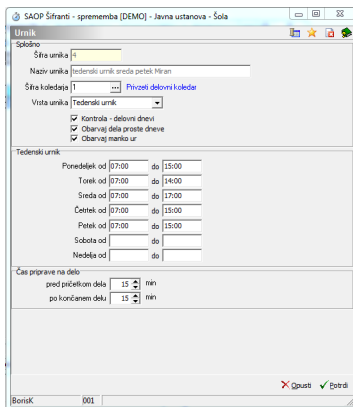 SAOP Šifranti - sprememba [DEMO] - Javna ustanova - Šola
Urnik
Splošno
Šifra urnika 4
Naziv urnika tedenski urnik sreda petek Miran
Šifra koledarja 1 ... Privzeti delovni koledar
Vrsta urnika Tedenski urnik
Kontrola - delovni dnevi
Obarvaj dela proste dneve
Obarvaj manko ur
Tedenski urnik
Ponedeljek od 07:00 do 15:00
Torek od 07:00 do 14:00
Sreda od 07:00 do 17:00
Četrtek od 07:00 do 15:00
Petek od 07:00 do 15:00
Sobota od do
Nedelja od do
Čas priprave na delo
pred pričetkom dela 15 min
po končanem delu 15 min
Opusti Potrdi
BorisK 001